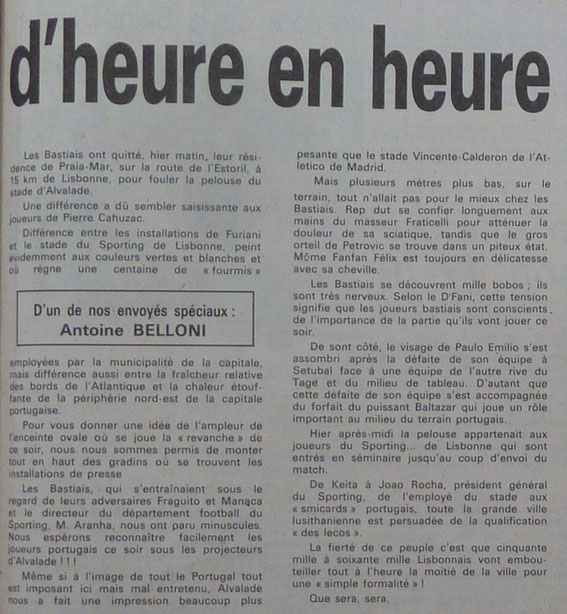 d'heure en heure
Les Bastiais ont quitté, hier matin, leur rési-
dence de Praia-Mar, sur la route de l'Estoril, à
15 km de Lisbonne, pour fouler la pelouse du
stade d'Alvalade.
Une différence a dû sembler saisissante aux
joueurs de Pierre Cahuzac.
Différence entre les installations de Furiani
et le stade du Sporting de Lisbonne, peint
évidemment aux couleurs vertes et blanches et
où règne une centaine de « fourmis »
D'un de nos envoyés spéciaux :
Antoine BELLONI
employées par la municipalité de la capitale,
mais différence aussi entre la fraîcheur relative
des bords de l'Atlantique et la chaleur étouf-
fante de la périphérie nord-est de la capitale
portugaise.
Pour vous donner une idée de l'ampleur de
l'enceinte ovale où se joue la « revanche » de
ce soir, nous nous sommes permis de monter
tout en haut des gradins où se trouvent les
installations de presse
Les Bastiais, qui s'entraînaient sous le
regard de leurs adversaires Fraguito et Manaca
et le directeur du département football du
Sporting, M. Aranha, nous ont paru minuscules.
Nous espérons reconnaître facilement les
joueurs portugais ce soir sous les projecteurs
d'Alvalade ! ! !
Même si à l'image de tout le Portugal tout
est imposant ici mais mal entretenu, Alvalade
nous a fait une impression beaucoup plus
pesante que le stade Vincente-Calderon de l'At-
letico de Madrid.
Mais plusieurs mètres plus bas, sur le
terrain, tout n'allait pas pour le mieux chez les
Bastiais. Rep dut se confier longuement aux
mains du masseur Fraticelli pour atténuer la
douleur de sa sciatique, tandis que le gros
orteil de Petrovic se trouve dans un piteux état.
Même Fanfan Félix est toujours en délicatesse
avec sa cheville.
Les Bastiais se découvrent mille bobos ; ils
sont très nerveux. Selon le D'Fani, cette tension
signifie que les joueurs bastiais sont conscients
de l'importance de la partie qu'ils vont jouer ce
soir.
De sont côté, le visage de Paulo Emilio s'est
assombri après la défaite de son équipe à
Setubal face à une équipe de l'autre rive du
Tage et du milieu de tableau. D'autant que
cette défaite de son équipe s'est accompagnée
du forfait du puissant Baltazar qui joue un rôle
important au milieu du terrain portugais.
Hier après-midi la pelouse appartenait aux
joueurs du Sporting... de Lisbonne qui sont
entrés en séminaire jusqu'au coup d'envoi du
match.
De Keita à Joao Rocha, président général
du Sporting, de l'employé du stade aux
« smicards » portugais, toute la grande ville
lusithanienne est persuadée de la qualification
« des lecos ».
La fierté de ce peuple c'est que cinquante
mille à soixante mille Lisbonnais vont embou-
teiller tout à l'heure la moitié de la ville pour
une « simple formalité » !
Que sera, sera.